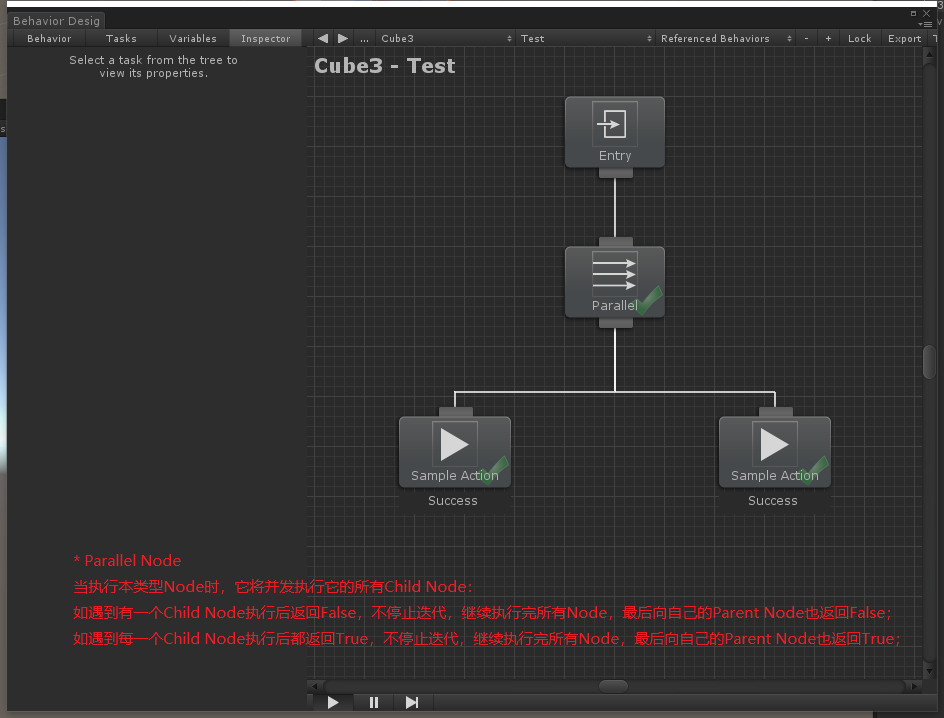 Behavior Desig
Behavior Tasks Variables Inspector
... Cube3 Test Referenced Behaviors - + Lock Export
Select a task from the tree to
view its properties.
Cube3 - Test
Entry
Parallel
Sample Action
Success
Sample Action
Success
* Parallel Node
当执行本类型Node时，它将并发执行它的所有Child Node：
如遇到有一个Child Node执行后返回False，不停止迭代，继续执行完所有Node，最后向自己的Parent Node也返回False；
如遇到每一个Child Node执行后都返回True，不停止迭代，继续执行完所有Node，最后向自己的Parent Node也返回True；